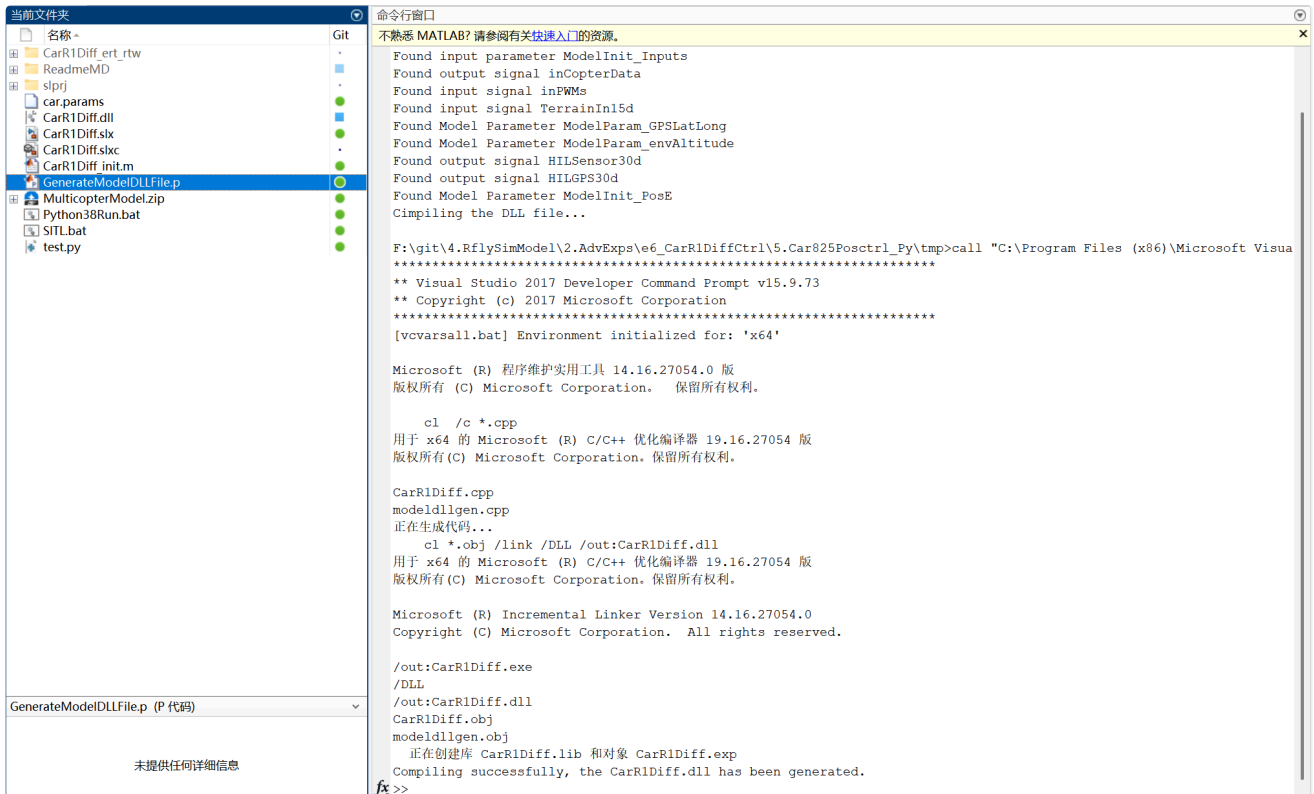 当前文件夹
名称
Git
CarR1Diff_ert_rtw
ReadmeMD
slprj
car.params
CarR1Diff.dll
CarR1Diff.slx
CarR1Diff.slxc
CarR1Diff_init.m
GenerateModelDLLFile.p
MulticopterModel.zip
Python38Run.bat
SITL.bat
test.py
GenerateModelDLLFile.p (P 代码)
未提供任何详细信息
命令行窗口
不熟悉 MATLAB? 请参阅有关快速入门的资源。
Found input parameter ModelInit_Inputs
Found output signal inCopterData
Found input signal inPWMs
Found input signal TerrainIn15d
Found Model Parameter ModelParam_GPSLatLong
Found Model Parameter ModelParam_envAltitude
Found output signal HILSensor30d
Found output signal HILGPS30d
Found Model Parameter ModelInit_PosE
Cimpiling the DLL file...
F:\git\4.RflySimModel\2.AdvExps\e6_CarR1DiffCtrl\5.Car825Posctrl_Py\tmp>call "C:\Program Files (x86)\Microsoft Visua
**********************************************************************
** Visual Studio 2017 Developer Command Prompt v15.9.73
** Copyright (c) 2017 Microsoft Corporation
**********************************************************************
[vcvarsall.bat] Environment initialized for: 'x64'
Microsoft (R) 程序维护实用工具 14.16.27054.0 版
版权所有 (C) Microsoft Corporation。 保留所有权利。
cl /c *.cpp
用于 x64 的 Microsoft (R) C/C++ 优化编译器 19.16.27054 版
版权所有(C) Microsoft Corporation。保留所有权利。
CarR1Diff.cpp
modeldllgen.cpp
正在生成代码...
cl *.obj /link /DLL /out:CarR1Diff.dll
用于 x64 的 Microsoft (R) C/C++ 优化编译器 19.16.27054 版
版权所有(C) Microsoft Corporation。保留所有权利。
Microsoft (R) Incremental Linker Version 14.16.27054.0
Copyright (C) Microsoft Corporation. All rights reserved.
/out:CarR1Diff.exe
/DLL
/out:CarR1Diff.dll
CarR1Diff.obj
modeldllgen.obj
正在创建库 CarR1Diff.lib 和对象 CarR1Diff.exp
Compiling successfully, the CarR1Diff.dll has been generated.
fx >>